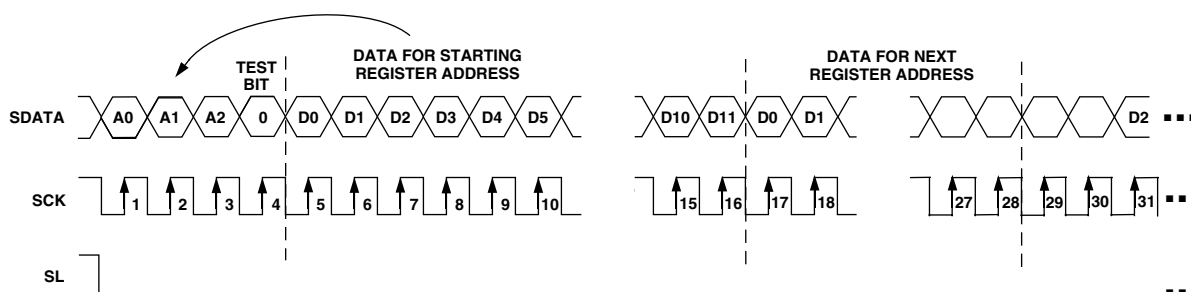 DATA FOR STARTING
REGISTER ADDRESS
DATA FOR NEXT
REGISTER ADDRESS
TEST
BIT
SDATA A0 A1 A2 0 D0 D1 D2 D3 D4 D5 D10 D11 D0 D1 D2
SCK 1 2 3 4 5 6 7 8 9 10 15 16 17 18 27 28 29 30 31
SL